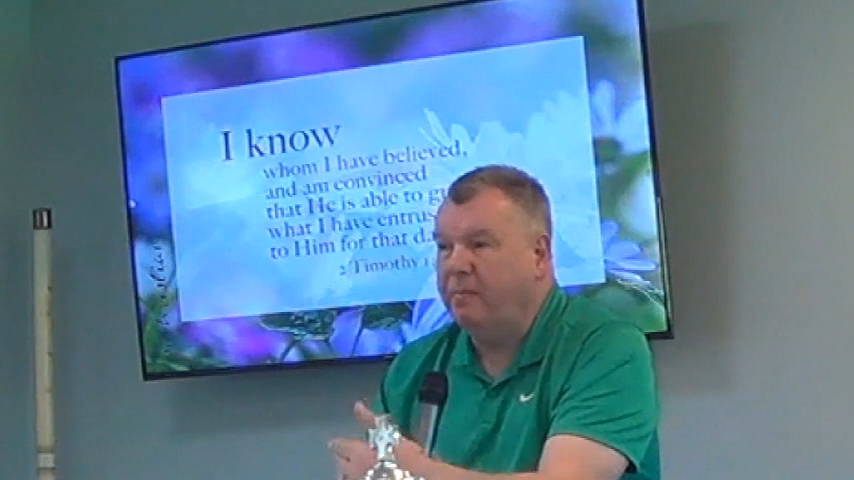 I know
whom I have believed,
and am convinced
that He is able to
what I have
to Him for that
2 Timothy